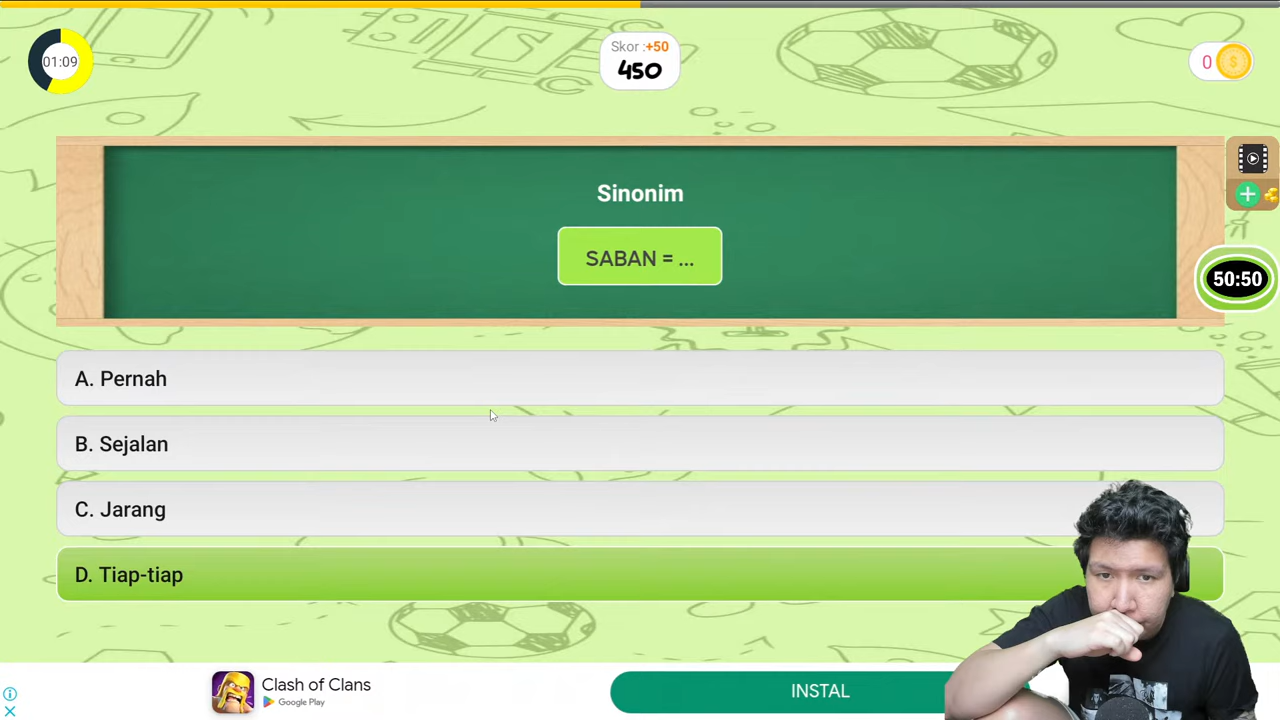 01:09
Skor :+50
450
0
Sinonim
SABAN = ...
50:50
A. Pernah
B. Sejalan
C. Jarang
D. Tiap-tiap
Clash of Clans
Google Play
INSTAL